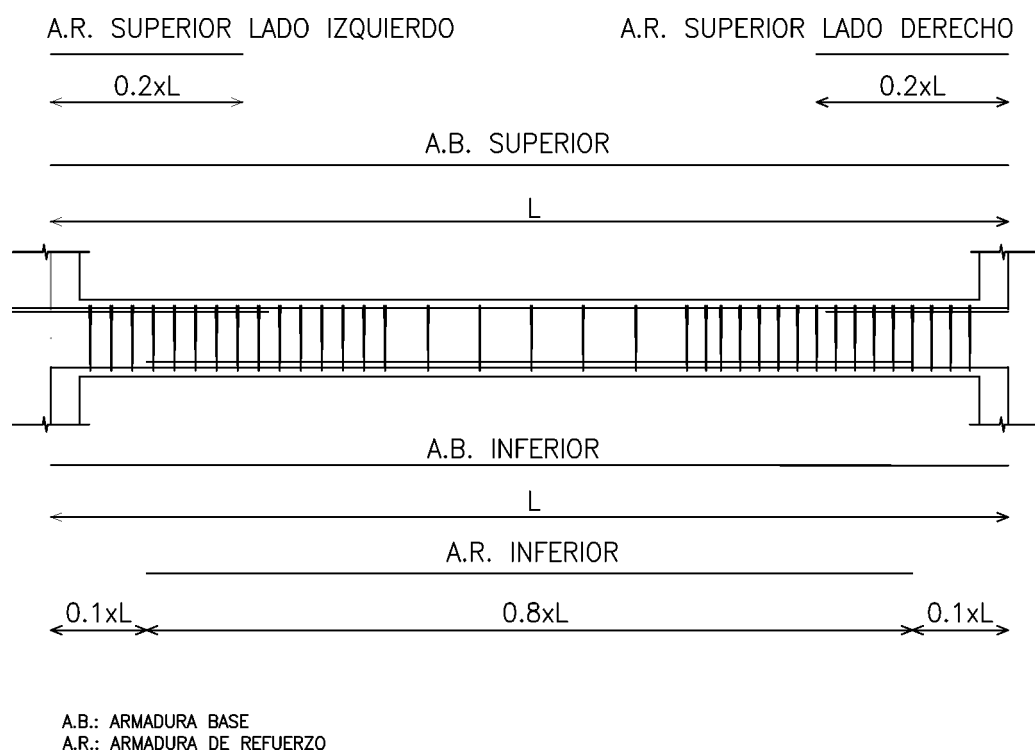 A.R. SUPERIOR LADO IZQUIERDO
A.R. SUPERIOR LADO DERECHO
0.2xL
0.2xL
A.B. SUPERIOR
L
A.B. INFERIOR
L
A.R. INFERIOR
0.1xL
0.8xL
0.1xL
A.B.: ARMADURA BASE
A.R.: ARMADURA DE REFUERZO